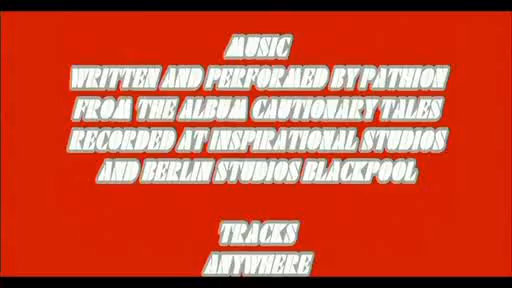 MUSIC
WRITTEN AND PERFORMED BY PATHION
FROM THE ALBUM CAUTIONARY TALES
RECORDED AT INSPIRATIONAL STUDIOS
AND BERLIN STUDIOS BLACKPOOL
TRACKS
ANYWHERE